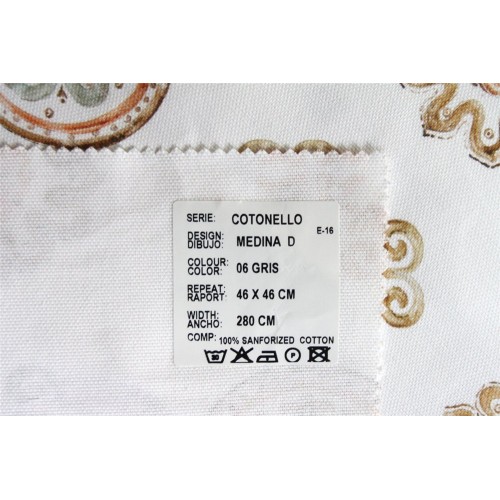 SERIE: COTONELLO
E-16
DESIGN:
DIBUJO: MEDINA D
COLOUR:
COLOR: 06 GRIS
REPEAT
RAPORT: 46 X 46 CM
WIDTH:
ANCHO: 280 CM
COMP: 100% SANFORIZED COTTON